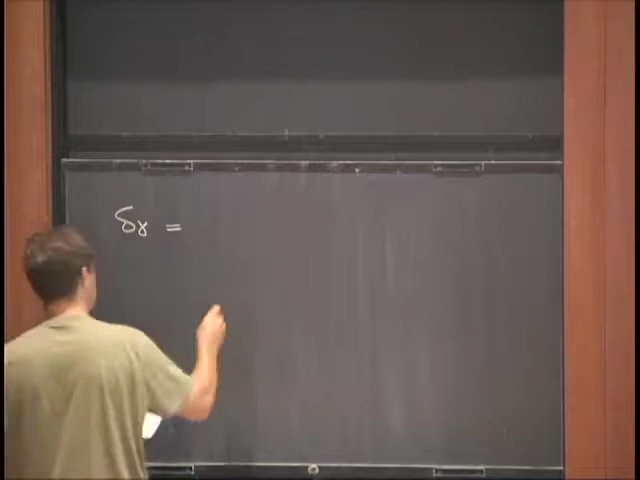 δγ =